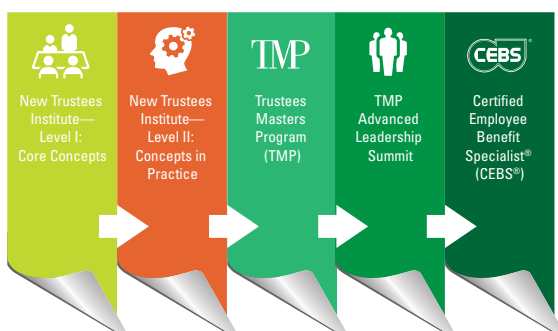 New Trustees
Institute—
Level I:
Core Concepts
New Trustees
Institute—
Level II:
Concepts in
Practice
TMP
Trustees
Masters
Program
(TMP)
TMP
Advanced
Leadership
Summit
CEBS®
Certified
Employee
Benefit
Specialist®
(CEBS®)